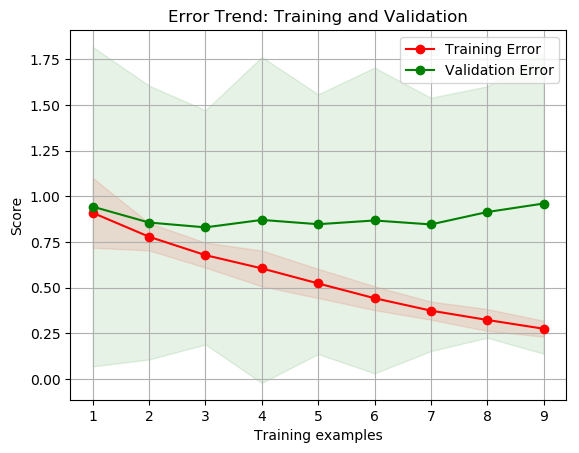 Error Trend: Training and Validation
Training Error
Validation Error
1.75
1.50
1.25
1.00
0.75
0.50
0.25
0.00
Score
1 2 3 4 5 6 7 8 9
Training examples